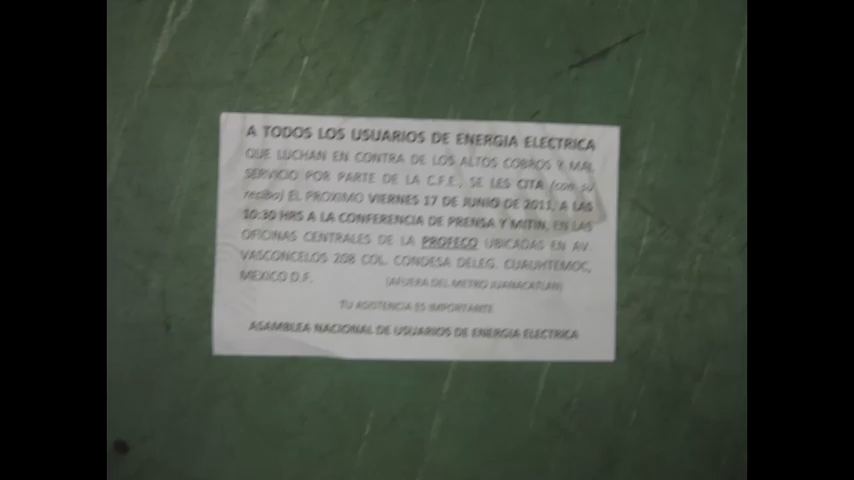 A TODOS LOS USUARIOS DE ENERGIA ELECTRICA
QUE LUCHAN EN CONTRA DE LOS ALTOS COBROS Y MAL
SERVICIO POR PARTE DE LA C.F.E., SE LES CITA (con su
recibo) EL PROXIMO VIERNES 17 DE JUNIO DE 2011, A LAS
10:30 HRS A LA CONFERENCIA DE PRENSA Y MITIN, EN LAS
OFICINAS CENTRALES DE LA PROFECO UBICADAS EN AV.
VASCONCELOS 208 COL. CONDESA DELEG. CUAUHTEMOC,
MEXICO D.F. (AFUERA DEL METRO JUANACATLAN)
TU ASISTENCIA ES IMPORTANTE
ASAMBLEA NACIONAL DE USUARIOS DE ENERGIA ELECTRICA